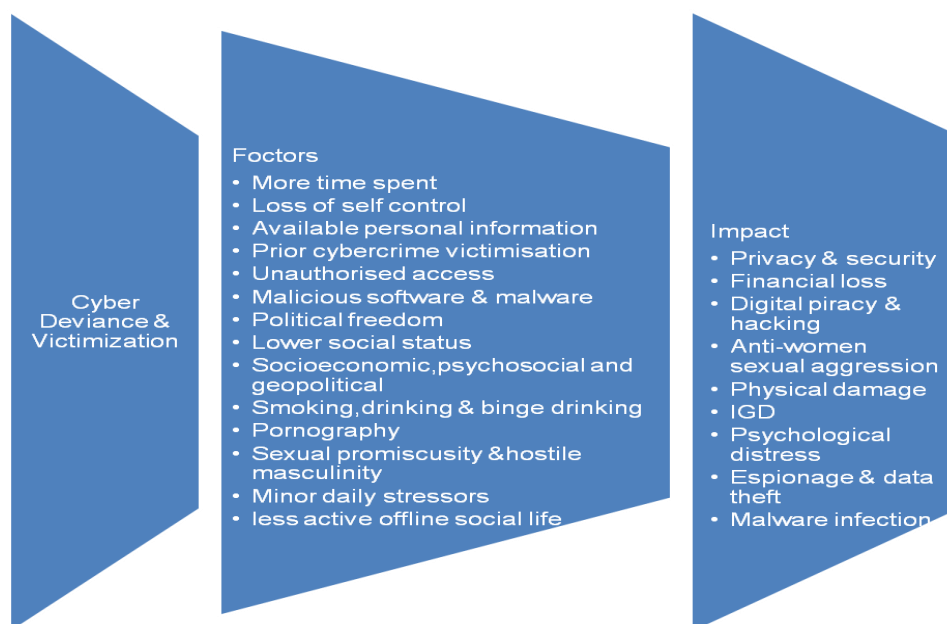 Cyber
Deviance &
Victimization
Foctors
• More time spent
• Loss of self control
• Available personal information
• Prior cybercrime victimisation
• Unauthorised access
• Malicious software & malware
• Political freedom
• Lower social status
• Socioeconomic,psychosocial and
geopolitical
• Smoking,drinking & binge drinking
• Pornography
• Sexual promiscusity &hostile
masculinity
• Minor daily stressors
• less active offline social life
Impact
• Privacy & security
• Financial loss
• Digital piracy &
hacking
• Anti-women
sexual aggression
• Physical damage
• IGD
• Psychological
distress
• Espionage & data
theft
• Malware infection